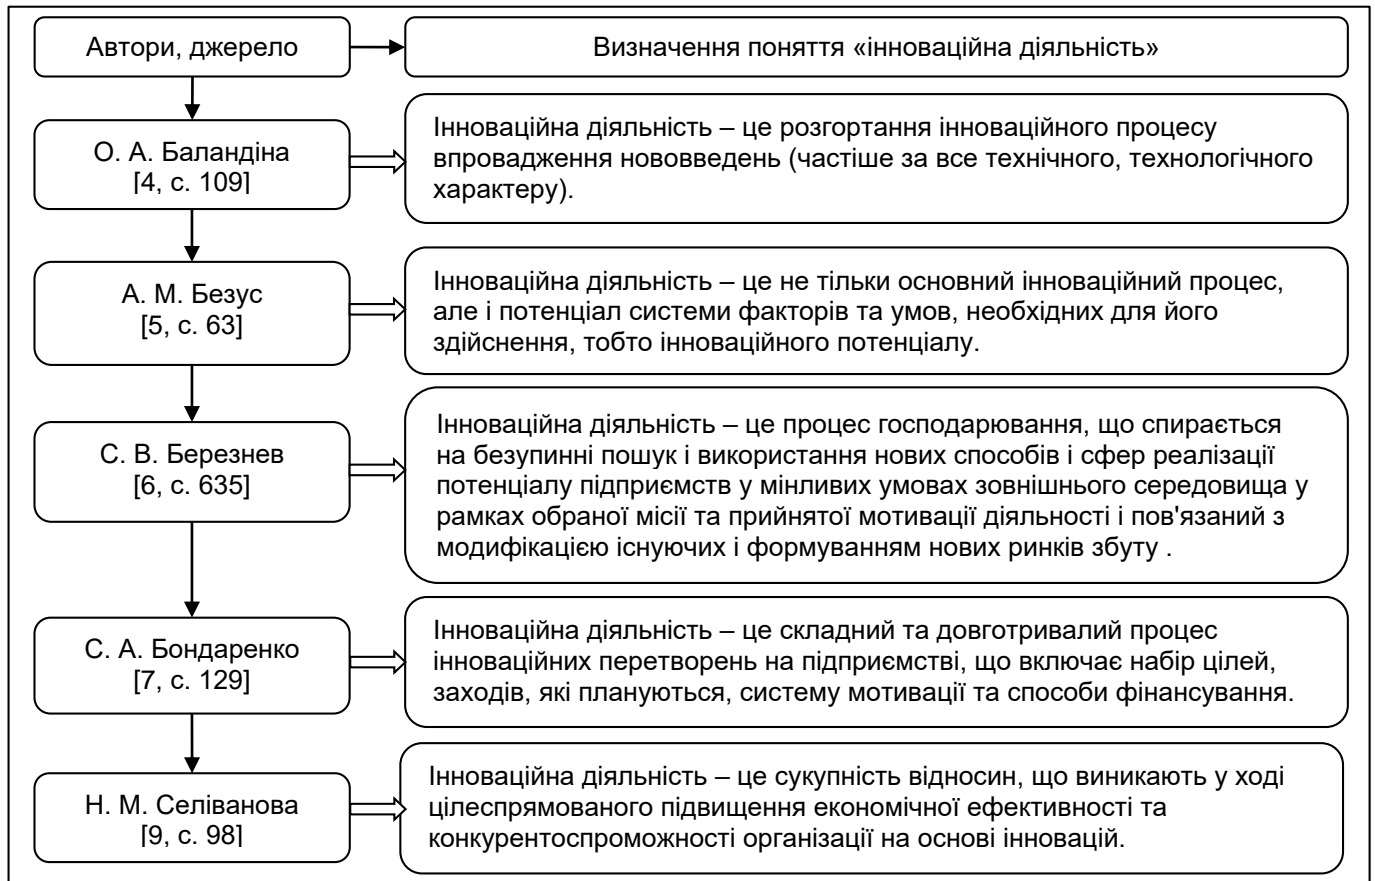 Автори, джерело
Визначення поняття «інноваційна діяльність»
О. А. Баландіна
[4, с. 109]
Інноваційна діяльність – це розгортання інноваційного процесу
впровадження нововведень (частіше за все технічного, технологічного
характеру).
А. М. Безус
[5, с. 63]
Інноваційна діяльність – це не тільки основний інноваційний процес,
але і потенціал системи факторів та умов, необхідних для його
здійснення, тобто інноваційного потенціалу.
С. В. Березнев
[6, с. 635]
Інноваційна діяльність – це процес господарювання, що спирається
на безупинні пошук і використання нових способів і сфер реалізації
потенціалу підприємств у мінливих умовах зовнішнього середовища у
рамках обраної місії та прийнятої мотивації діяльності і пов'язаний з
модифікацією існуючих і формуванням нових ринків збуту .
С. А. Бондаренко
[7, с. 129]
Інноваційна діяльність – це складний та довготривалий процес
інноваційних перетворень на підприємстві, що включає набір цілей,
заходів, які плануються, систему мотивації та способи фінансування.
Н. М. Селіванова
[9, с. 98]
Інноваційна діяльність – це сукупність відносин, що виникають у ході
цілеспрямованого підвищення економічної ефективності та
конкурентоспроможності організації на основі інновацій.